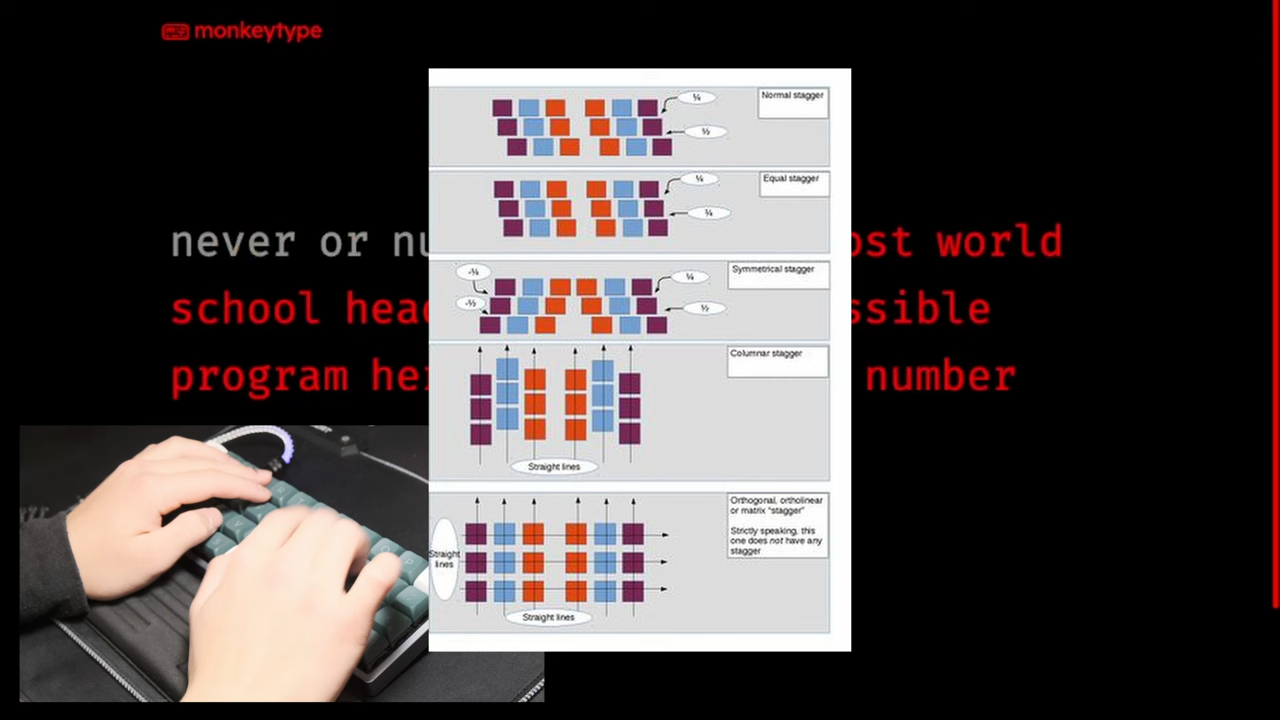 monkeytype
never or nu
ost world
school head
ssible
program her
number
Normal stagger
¼
½
Equal stagger
¼
¼
Symmetrical stagger
-¼
¼
-½
½
Columnar stagger
Straight lines
Orthogonal, ortholinear
or matrix "stagger"
Strictly speaking, this
one does not have any
stagger
Straight
lines
Straight lines